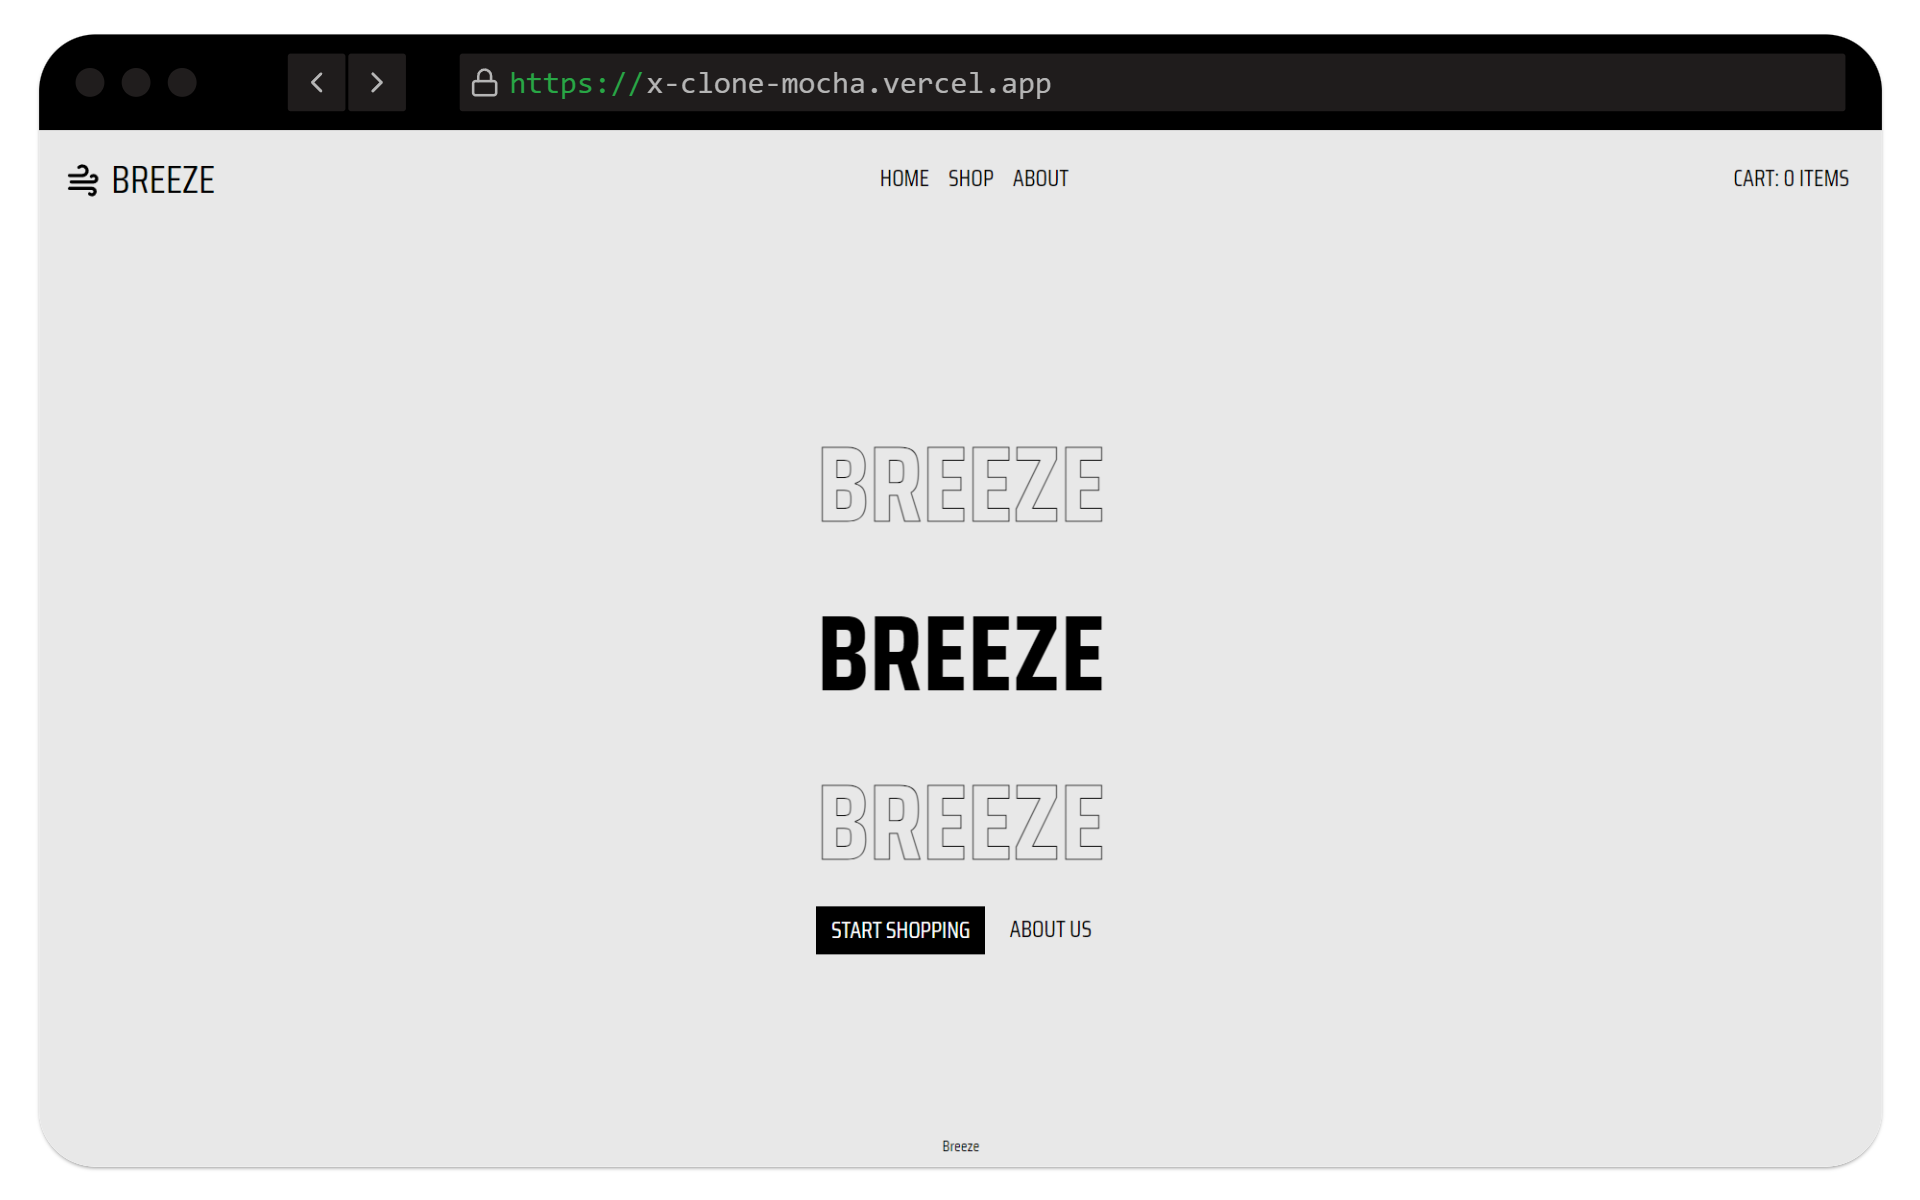 https://x-clone-mocha.vercel.app
BREEZE HOME SHOP ABOUT CART: 0 ITEMS
BREEZE
BREEZE
BREEZE
START SHOPPING ABOUT US
Breeze